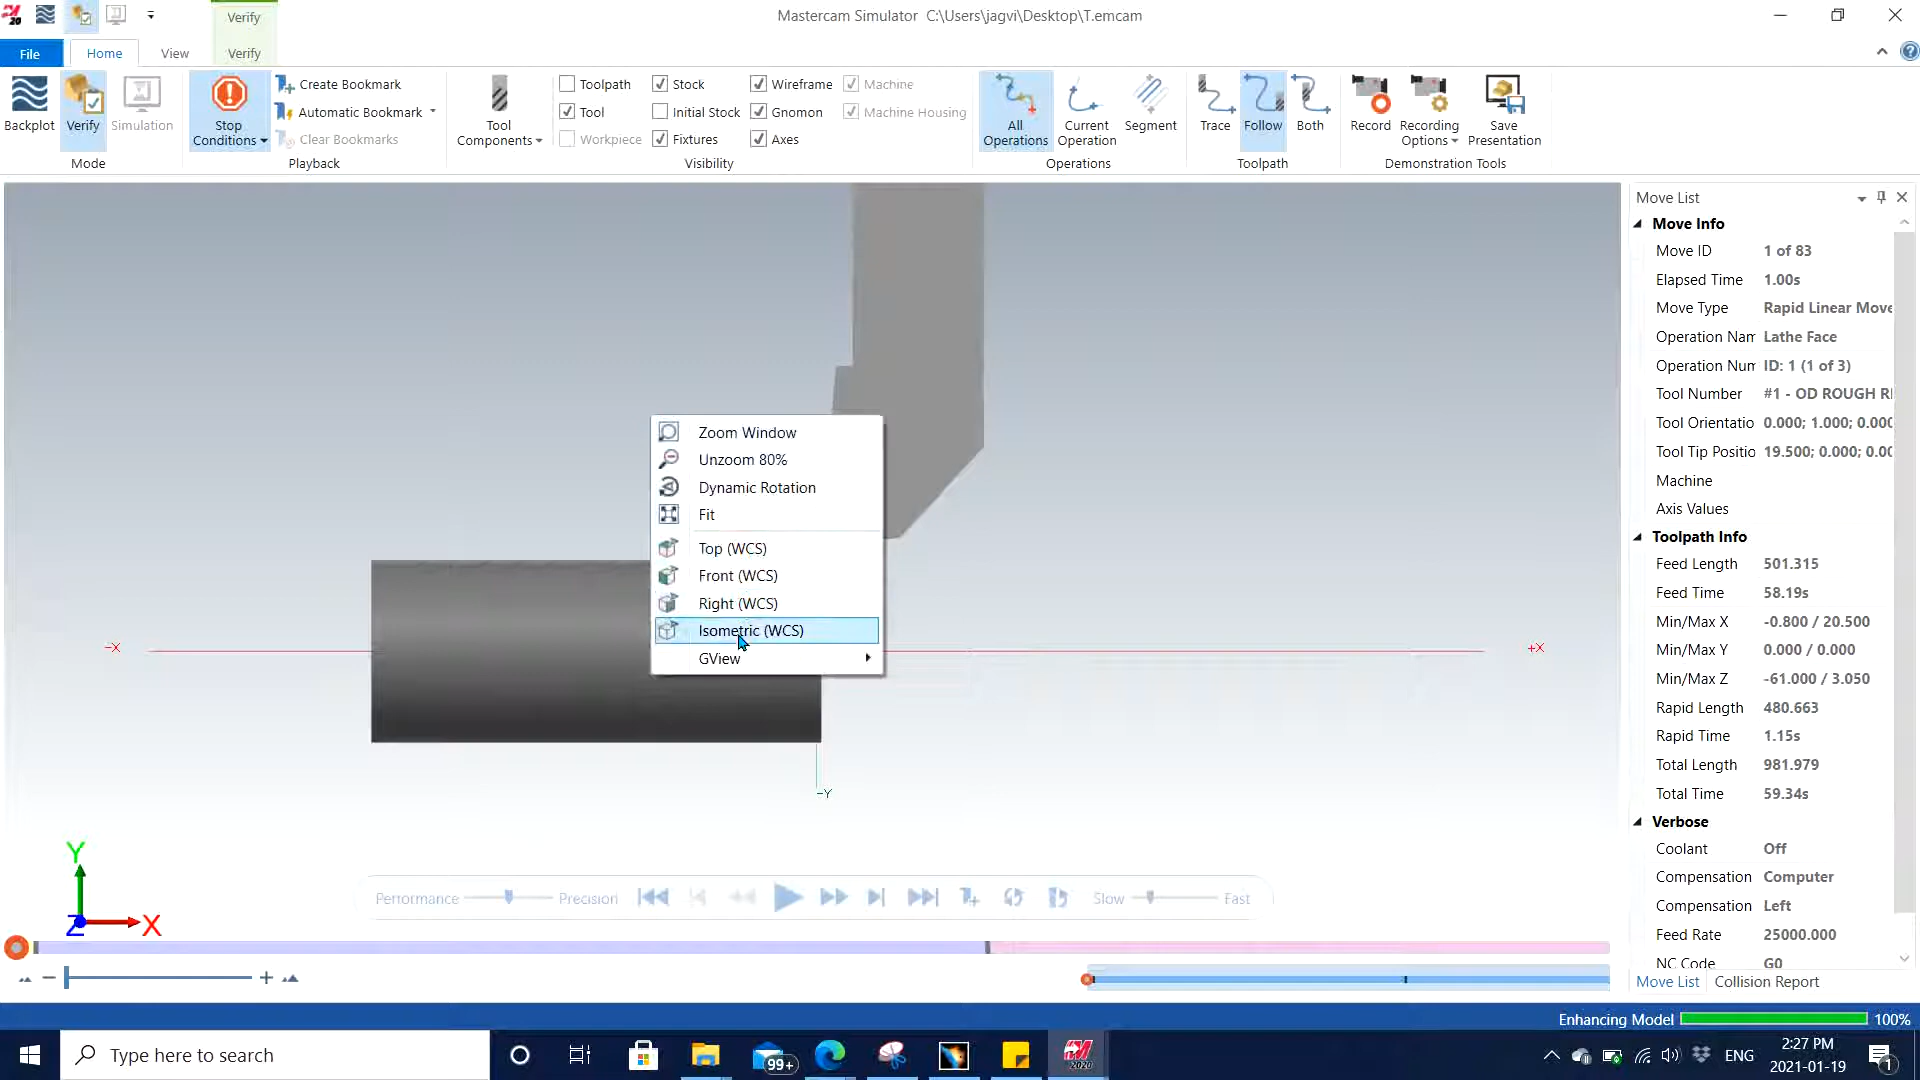 Verify
Mastercam Simulator C:\Users\jagvi\Desktop\T.emcam
File
Home
View
Verify
Backplot
Verify
Simulation
Mode
Stop
Conditions
Create Bookmark
Automatic Bookmark
Clear Bookmarks
Playback
Tool
Components
Toolpath
Tool
Workpiece
Stock
Initial Stock
Fixtures
Wireframe
Gnomon
Axes
Machine
Machine Housing
Visibility
All
Operations
Current
Operation
Segment
Operations
Trace
Follow
Both
Toolpath
Record
Recording
Options
Save
Presentation
Demonstration Tools
Zoom Window
Unzoom 80%
Dynamic Rotation
Fit
Top (WCS)
Front (WCS)
Right (WCS)
Isometric (WCS)
GView
-X
+X
-Y
Y
Z
X
Performance
Precision
Slow
Fast
Move List
Move Info
Move ID 1 of 83
Elapsed Time 1.00s
Move Type Rapid Linear Move
Operation Nam Lathe Face
Operation Num ID: 1 (1 of 3)
Tool Number #1 - OD ROUGH RI
Tool Orientatio 0.000; 1.000; 0.000
Tool Tip Positio 19.500; 0.000; 0.00
Machine
Axis Values
Toolpath Info
Feed Length 501.315
Feed Time 58.19s
Min/Max X -0.800 / 20.500
Min/Max Y 0.000 / 0.000
Min/Max Z -61.000 / 3.050
Rapid Length 480.663
Rapid Time 1.15s
Total Length 981.979
Total Time 59.34s
Verbose
Coolant Off
Compensation Computer
Compensation Left
Feed Rate 25000.000
NC Code G0
Move List
Collision Report
Enhancing Model
100%
Type here to search
99+
2020
ENG
2:27 PM
2021-01-19
1